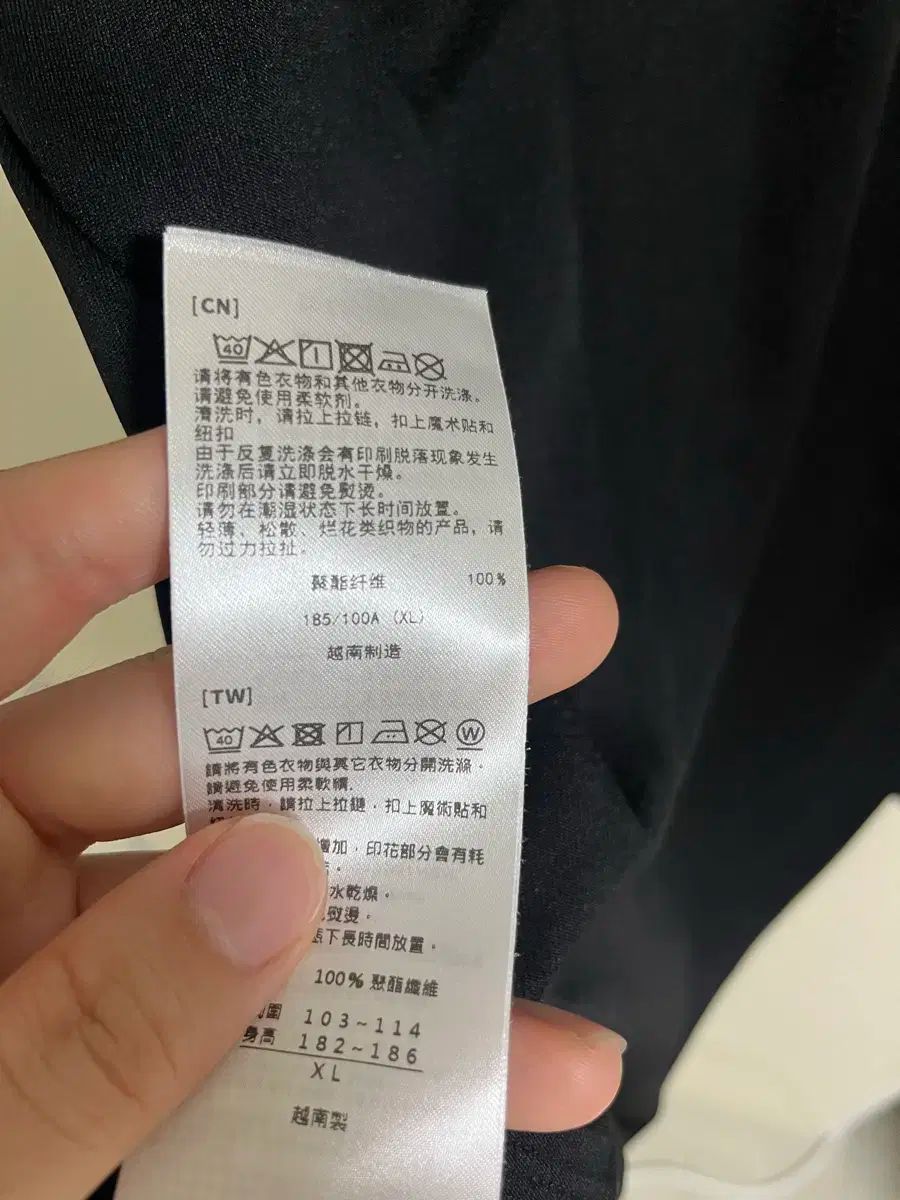 [CN]
40
请将有色衣物和其他衣物分开洗涤。
请避免使用柔软剂。
清洗时，请拉上拉链，扣上魔术贴和
纽扣
由于反复洗涤会有印刷脱落现象发生
洗涤后请立即脱水干燥。
印刷部分请避免熨烫。
请勿在潮湿状态下长时间放置。
轻薄、松散、烂花类织物的产品，请
勿过力拉扯。
聚酯纤维 100%
185/100A (XL)
越南制造
[TW]
40 W
請將有色衣物與其它衣物分開洗滌。
請避免使用柔軟精.
清洗時，請拉上拉鏈，扣上魔術貼和
增加，印花部分會有耗
水乾燥。
熨燙。
下長時間放置。
100% 聚酯纖維
圍 103~114
身高 182~186
XL
越南製